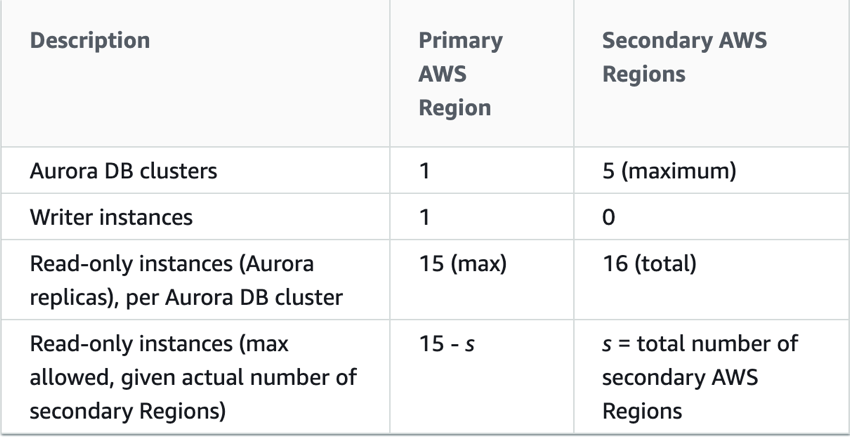 Description
Primary
AWS
Region
Secondary AWS
Regions
Aurora DB clusters
1
5 (maximum)
Writer instances
1
0
Read-only instances (Aurora
replicas), per Aurora DB cluster
15 (max)
16 (total)
Read-only instances (max
allowed, given actual number of
secondary Regions)
15 - s
s = total number of
secondary AWS
Regions